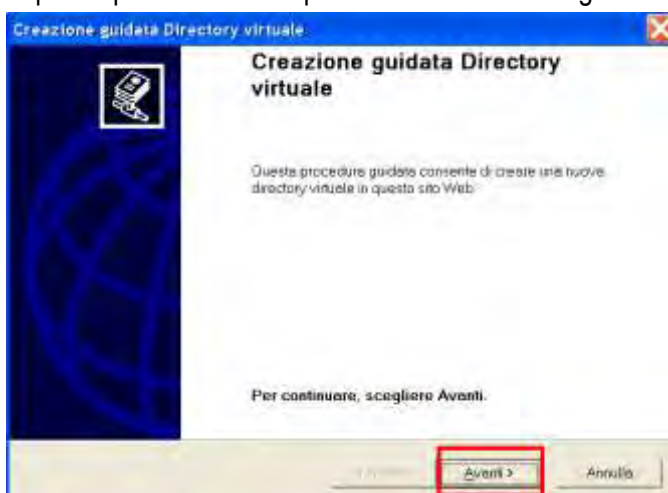 Creazione guidata Directory virtuale
Creazione guidata Directory
virtuale
Questa procedura guidata consente di creare una nuova
directory virtuale in questo sito Web.
Per continuare, scegliere Avanti.
Avanti > Annulla